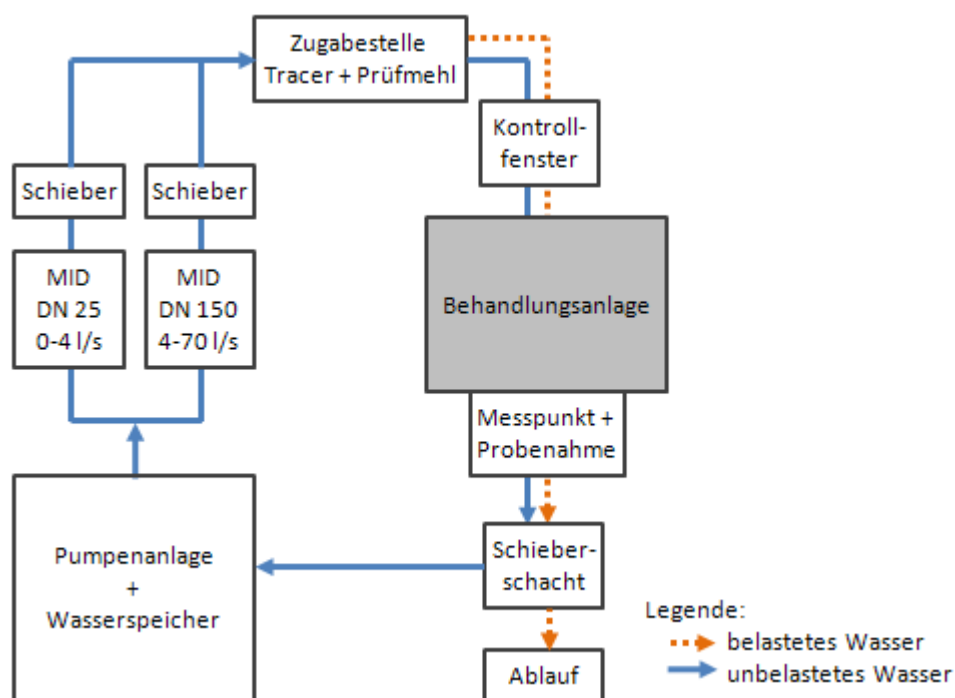 Zugabestelle
Tracer + Prüfmehl
Kontroll-
fenster
Schieber
Schieber
MID
DN 25
0-4 l/s
MID
DN 150
4-70 l/s
Behandlungsanlage
Messpunkt +
Probenahme
Pumpenanlage
+
Wasserspeicher
Schieber-
schacht
Ablauf
Legende:
belastetes Wasser
unbelastetes Wasser